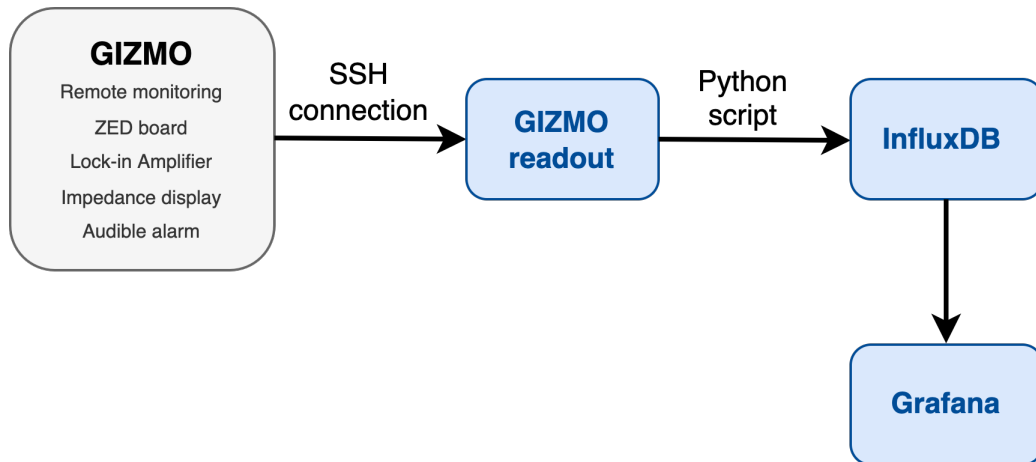 GIZMO
Remote monitoring
ZED board
Lock-in Amplifier
Impedance display
Audible alarm
SSH
connection
GIZMO
readout
Python
script
InfluxDB
Grafana